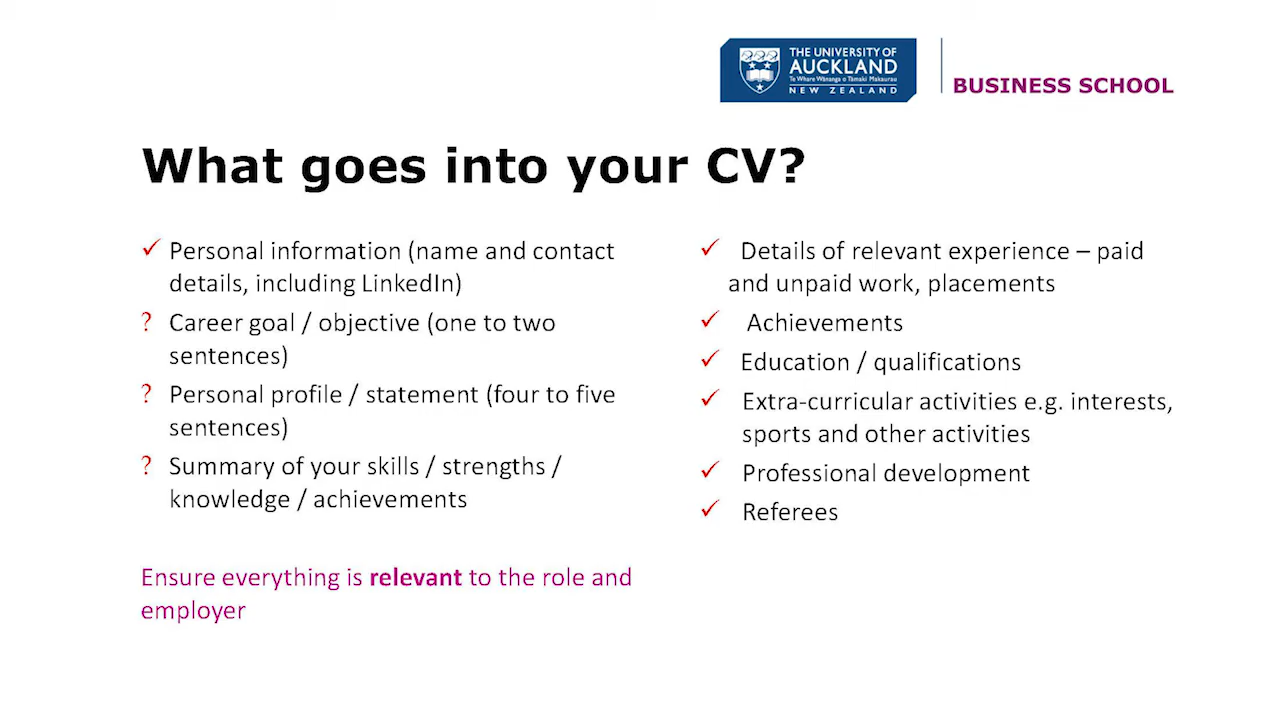 THE UNIVERSITY OF
AUCKLAND
Te Whare Wānanga o Tāmaki Makaurau
NEW ZEALAND
BUSINESS SCHOOL
What goes into your CV?
✓ Personal information (name and contact
details, including LinkedIn)
? Career goal / objective (one to two
sentences)
? Personal profile / statement (four to five
sentences)
? Summary of your skills / strengths /
knowledge / achievements
Ensure everything is relevant to the role and
employer
✓ Details of relevant experience – paid
and unpaid work, placements
✓ Achievements
✓ Education / qualifications
✓ Extra-curricular activities e.g. interests,
sports and other activities
✓ Professional development
✓ Referees